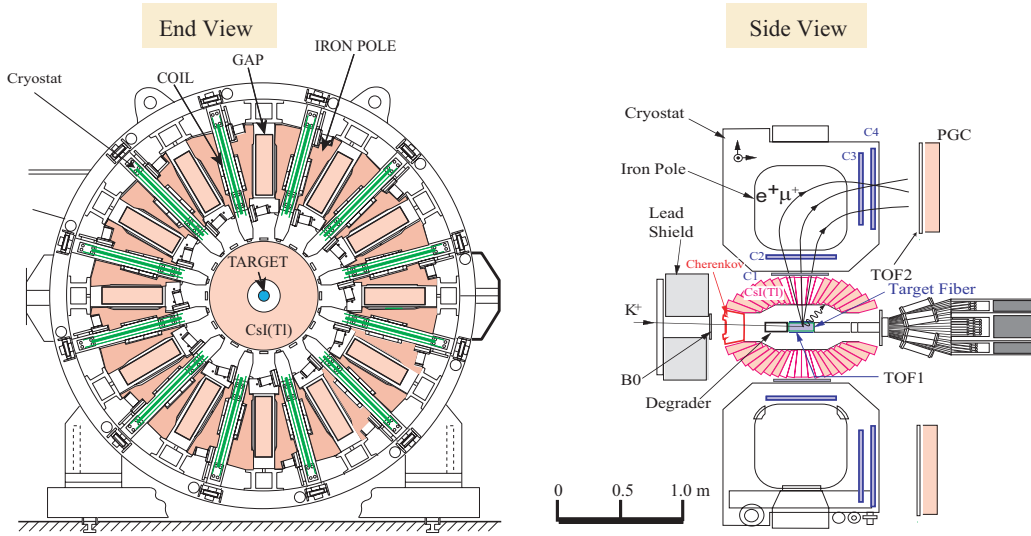 End View
IRON POLE
GAP
COIL
Cryostat
TARGET
CsI(Tl)
Side View
C4
Cryostat
C3
PGC
Iron Pole
e+ μ+
Lead
Shield
C2
Cherenkov
C1
TOF2
CsI(Tl)
Target Fiber
K+
B0
TOF1
Degrader
0
0.5
1.0 m